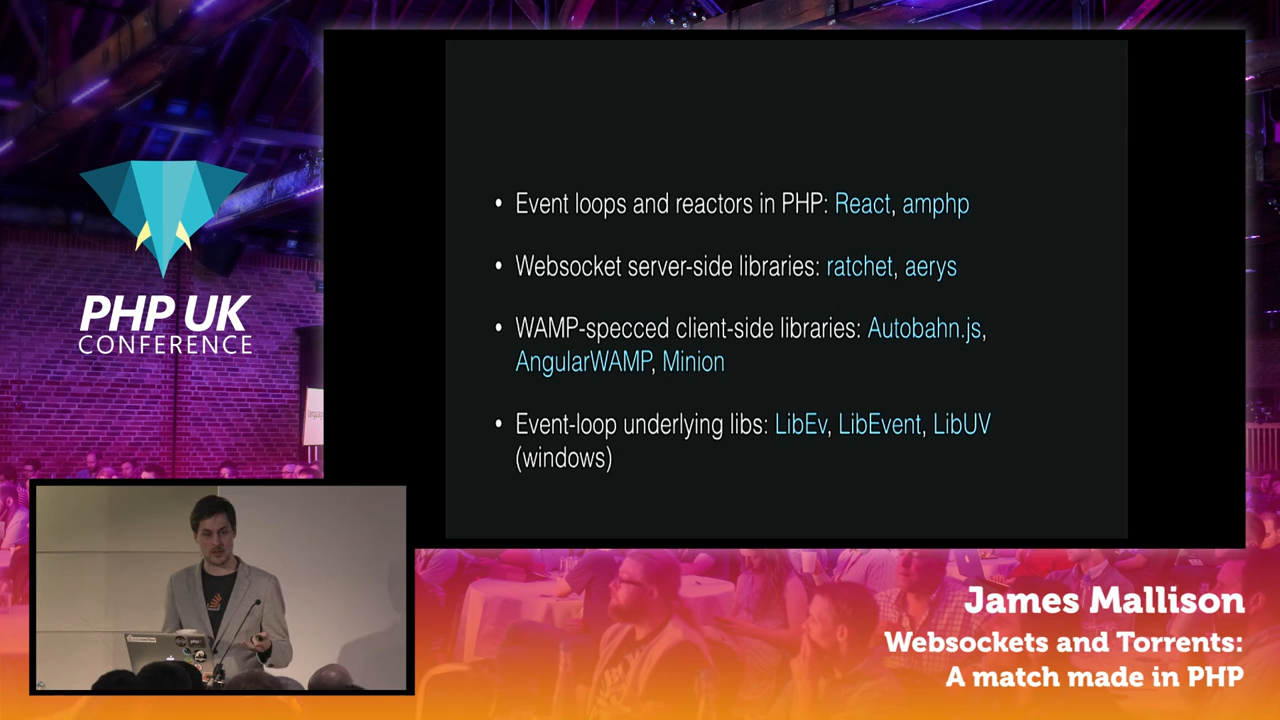 PHP UK
CONFERENCE
• Event loops and reactors in PHP: React, amphp
• Websocket server-side libraries: ratchet, aerys
• WAMP-specced client-side libraries: Autobahn.js,
AngularWAMP, Minion
• Event-loop underlying libs: LibEv, LibEvent, LibUV
(windows)
James Mallison
Websockets and Torrents:
A match made in PHP